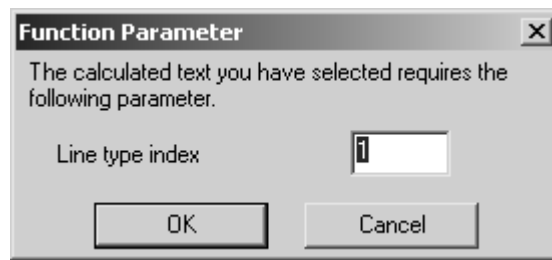 Function Parameter
The calculated text you have selected requires the
following parameter.
Line type index
1
OK
Cancel